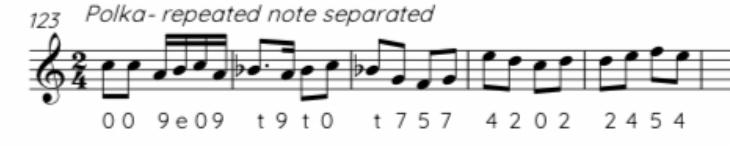 123 Polka- repeated note separated
2
4
0 0 9 e 0 9 t 9 t 0 t 7 5 7 4 2 0 2 2 4 5 4